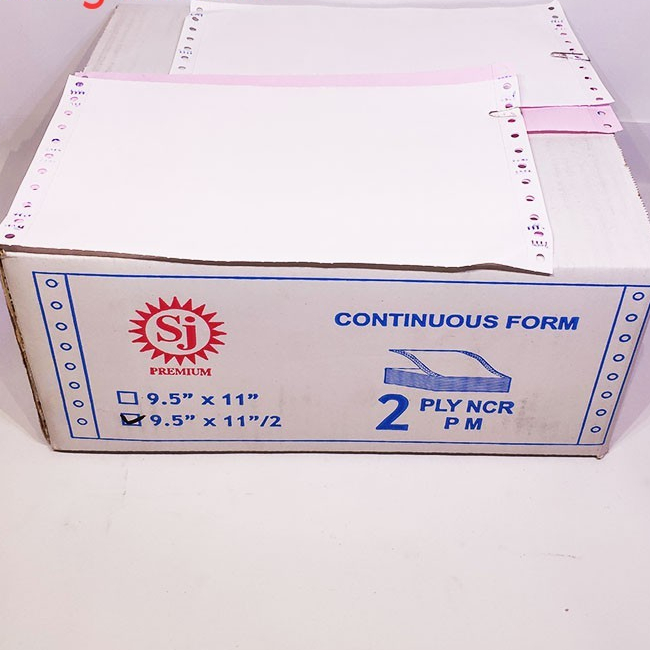 Sj
PREMIUM
9.5” x 11”
9.5” x 11”/2
CONTINUOUS FORM
2 PLY NCR
P M